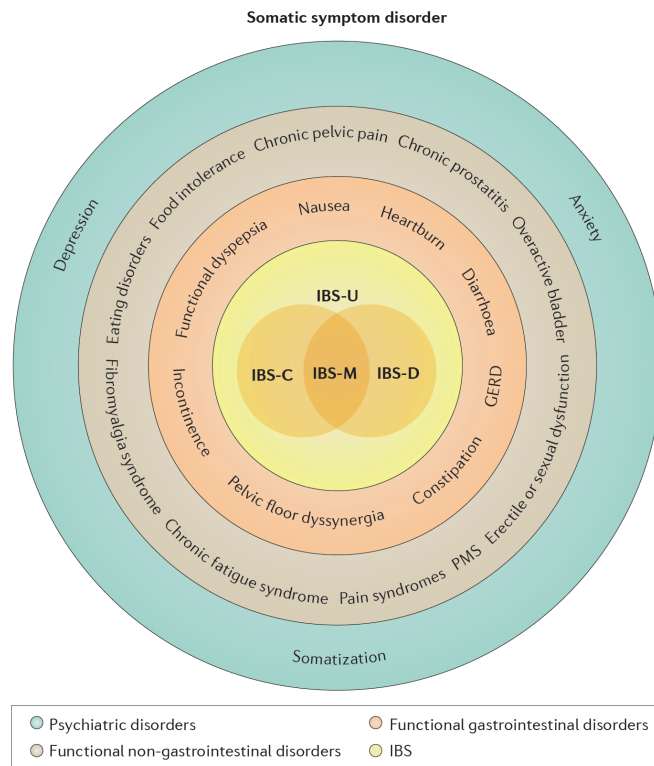 Somatic symptom disorder
Depression
Anxiety
Somatization
Chronic pelvic pain
Chronic prostatitis
Overactive bladder
Erectile or sexual dysfunction
PMS
Pain syndromes
Chronic fatigue syndrome
Fibromyalgia syndrome
Eating disorders
Food intolerance
Nausea
Heartburn
Diarrhoea
GERD
Constipation
Pelvic floor dyssynergia
Incontinence
Functional dyspepsia
IBS-U
IBS-C IBS-M IBS-D
Psychiatric disorders
Functional gastrointestinal disorders
Functional non-gastrointestinal disorders
IBS